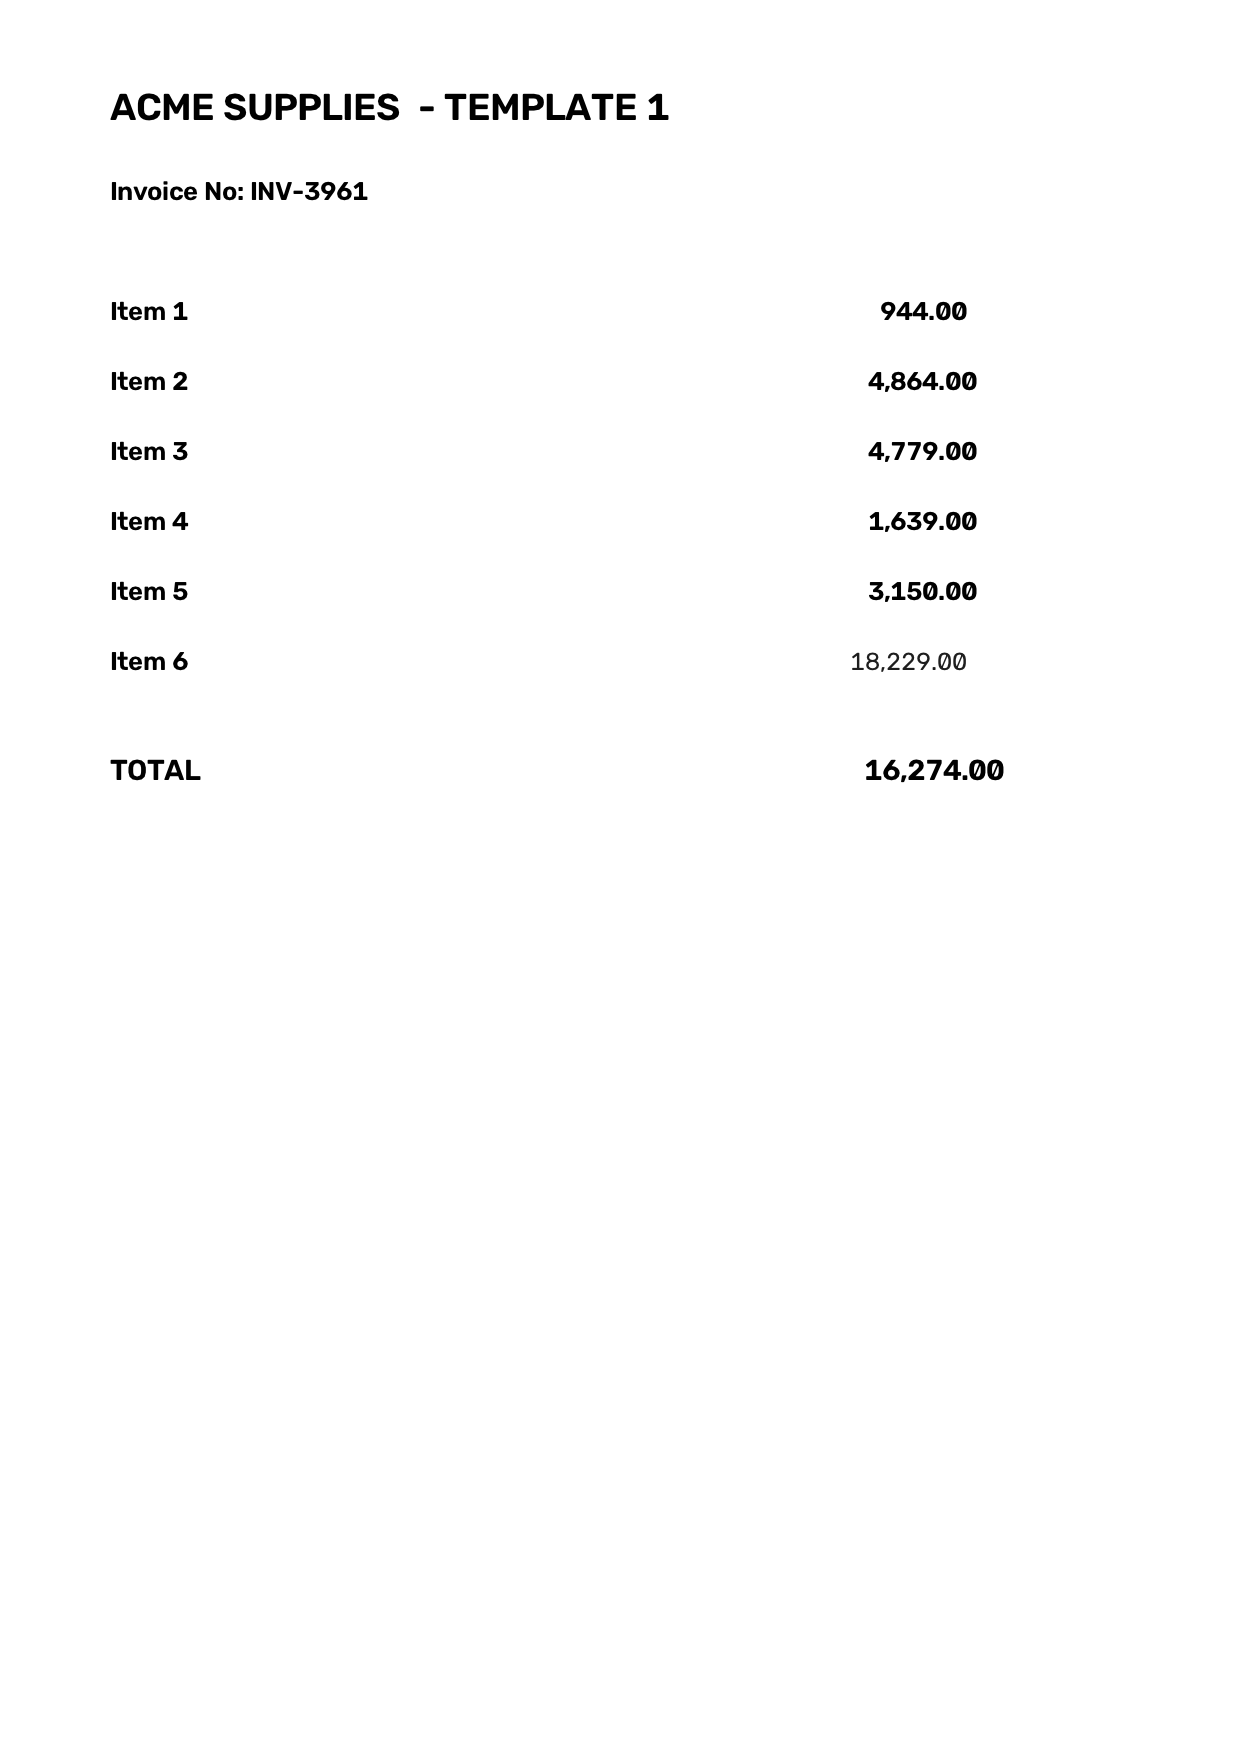 ACME SUPPLIES - TEMPLATE 1
Invoice No: INV-3961
Item 1 944.00
Item 2 4,864.00
Item 3 4,779.00
Item 4 1,639.00
Item 5 3,150.00
Item 6 18,229.00
TOTAL 16,274.00